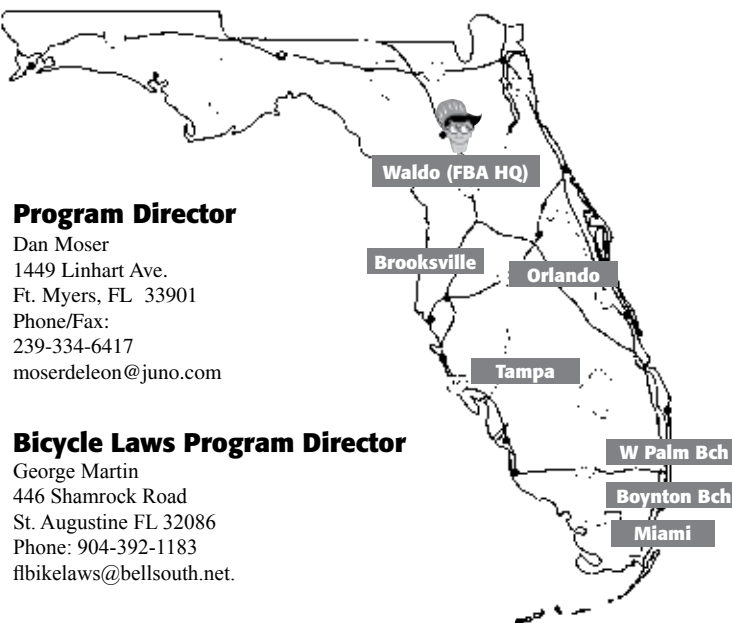 Waldo (FBA HQ)
Program Director
Dan Moser
1449 Linhart Ave.
Ft. Myers, FL  33901
Phone/Fax:
239-334-6417
moserdeleon@juno.com
Brooksville
Orlando
Tampa
Bicycle Laws Program Director
George Martin
446 Shamrock Road
St. Augustine FL 32086
Phone: 904-392-1183
flbikelaws@bellsouth.net.
W Palm Bch
Boynton Bch
Miami